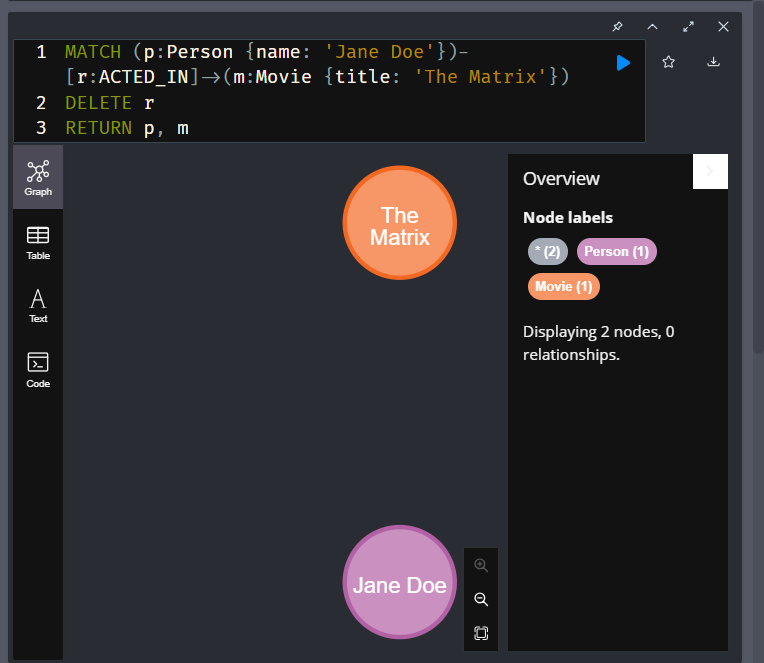 1 MATCH (p:Person {name: 'Jane Doe'})-
[r:ACTED_IN]→(m:Movie {title: 'The Matrix'})
2 DELETE r
3 RETURN p, m
Graph
Table
Text
Code
The
Matrix
Jane Doe
Overview
Node labels
* (2) Person (1)
Movie (1)
Displaying 2 nodes, 0
relationships.